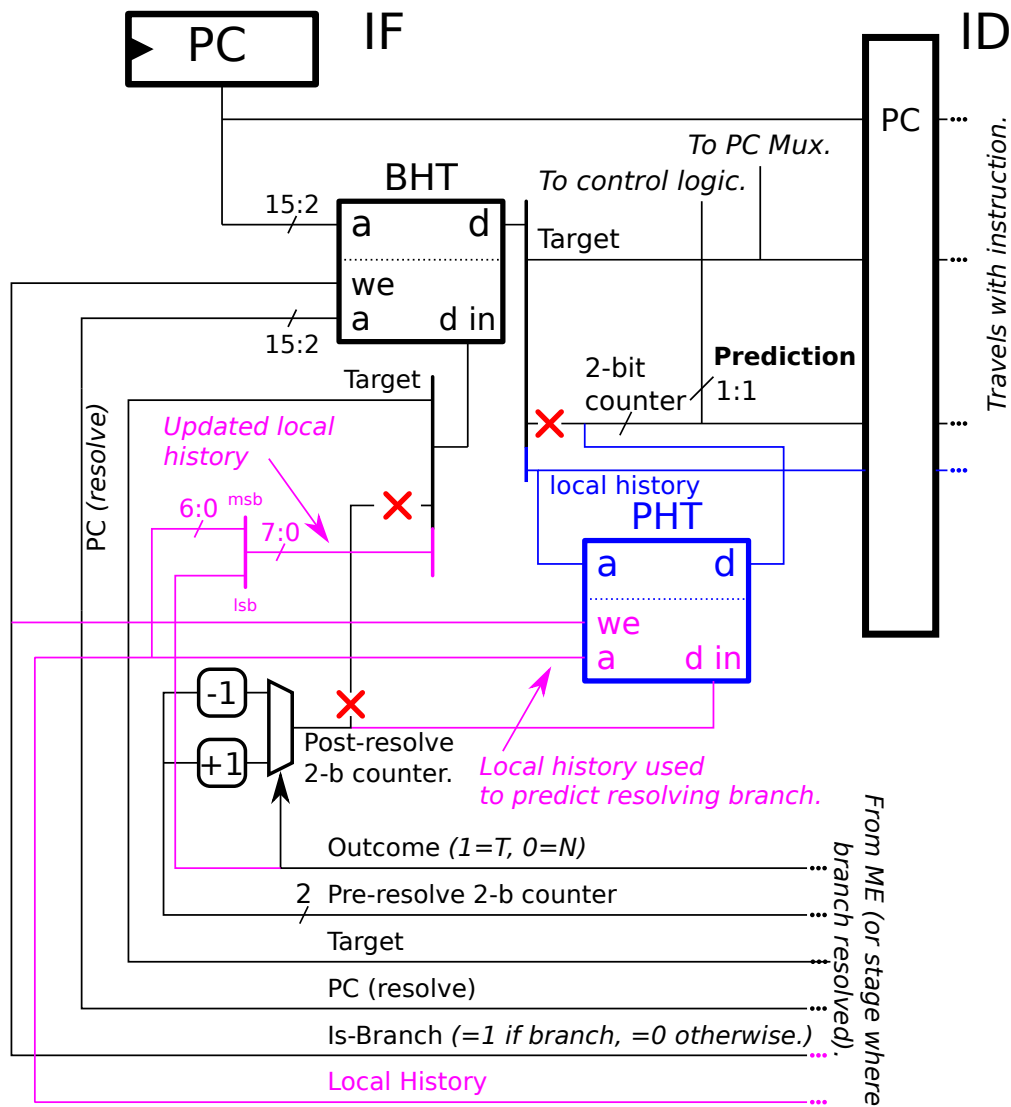 PC
IF
ID
PC
To PC Mux.
BHT
To control logic.
15:2
a
d
Target
we
a
d in
15:2
Travels with instruction.
Target
2-bit
counter
Prediction
1:1
PC (resolve)
Updated local
history
local history
6:0
msb
7:0
lsb
PHT
a
d
we
a
d in
-1
+1
Post-resolve
2-b counter.
Local history used
to predict resolving branch.
Outcome (1=T, 0=N)
2
Pre-resolve 2-b counter
Target
PC (resolve)
Is-Branch (=1 if branch, =0 otherwise.)
Local History
From ME (or stage where
branch resolved).